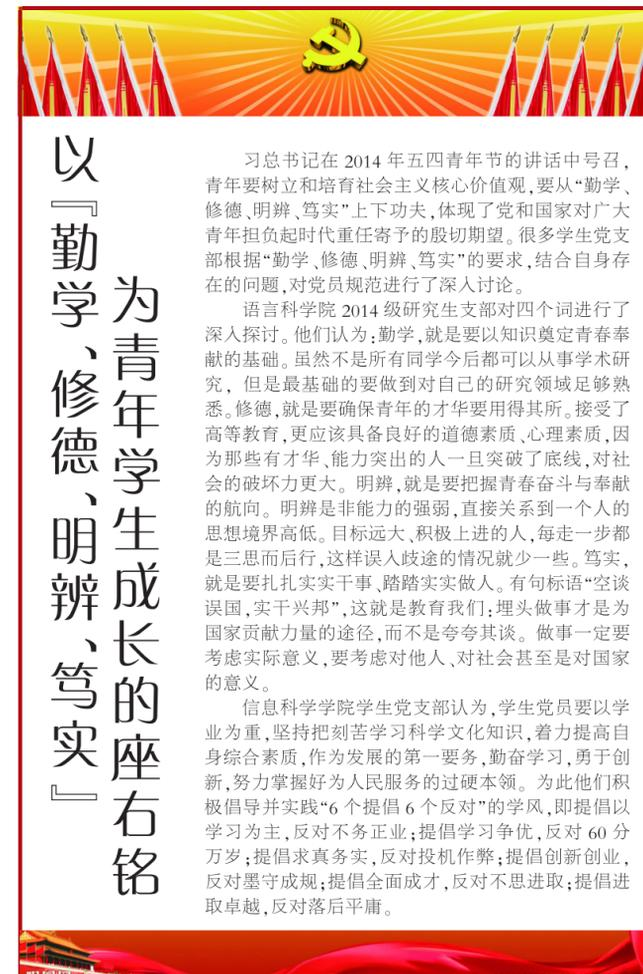 以『勤学、修德、明辨、笃实』
为青年学生成长的座右铭
习总书记在 2014 年五四青年节的讲话中号召，
青年要树立和培育社会主义核心价值观，要从“勤学、
修德、明辨、笃实”上下功夫，体现了党和国家对广大
青年担负起时代重任寄予的殷切期望。很多学生党支
部根据“勤学、修德、明辨、笃实”的要求，结合自身存
在的问题，对党员规范进行了深入讨论。
语言科学院 2014 级研究生支部对四个词进行了
深入探讨。他们认为：勤学，就是要以知识奠定青春奉
献的基础。虽然不是所有同学今后都可以从事学术研
究，但是最基础的要做到对自己的研究领域足够熟
悉。修德，就是要确保青年的才华要用得其所。接受了
高等教育，更应该具备良好的道德素质、心理素质，因
为那些有才华、能力突出的人一旦突破了底线，对社
会的破坏力更大。明辨，就是要把握青春奋斗与奉献
的航向。明辨是非能力的强弱，直接关系到一个人的
思想境界高低。目标远大、积极上进的人，每走一步都
是三思而后行，这样误入歧途的情况就少一些。笃实，
就是要扎扎实实干事、踏踏实实做人。有句标语“空谈
误国，实干兴邦”，这就是教育我们：埋头做事才是为
国家贡献力量的途径，而不是夸夸其谈。做事一定要
考虑实际意义，要考虑对他人、对社会甚至是对国家
的意义。
信息科学学院学生党支部认为，学生党员要以学
业为重，坚持把刻苦学习科学文化知识，着力提高自
身综合素质，作为发展的第一要务，勤奋学习，勇于创
新，努力掌握好为人民服务的过硬本领。为此他们积
极倡导并实践“6 个提倡 6 个反对”的学风，即提倡以
学习为主，反对不务正业；提倡学习争优，反对 60 分
万岁；提倡求真务实，反对投机作弊；提倡创新创业，
反对墨守成规；提倡全面成才，反对不思进取；提倡进
取卓越，反对落后平庸。